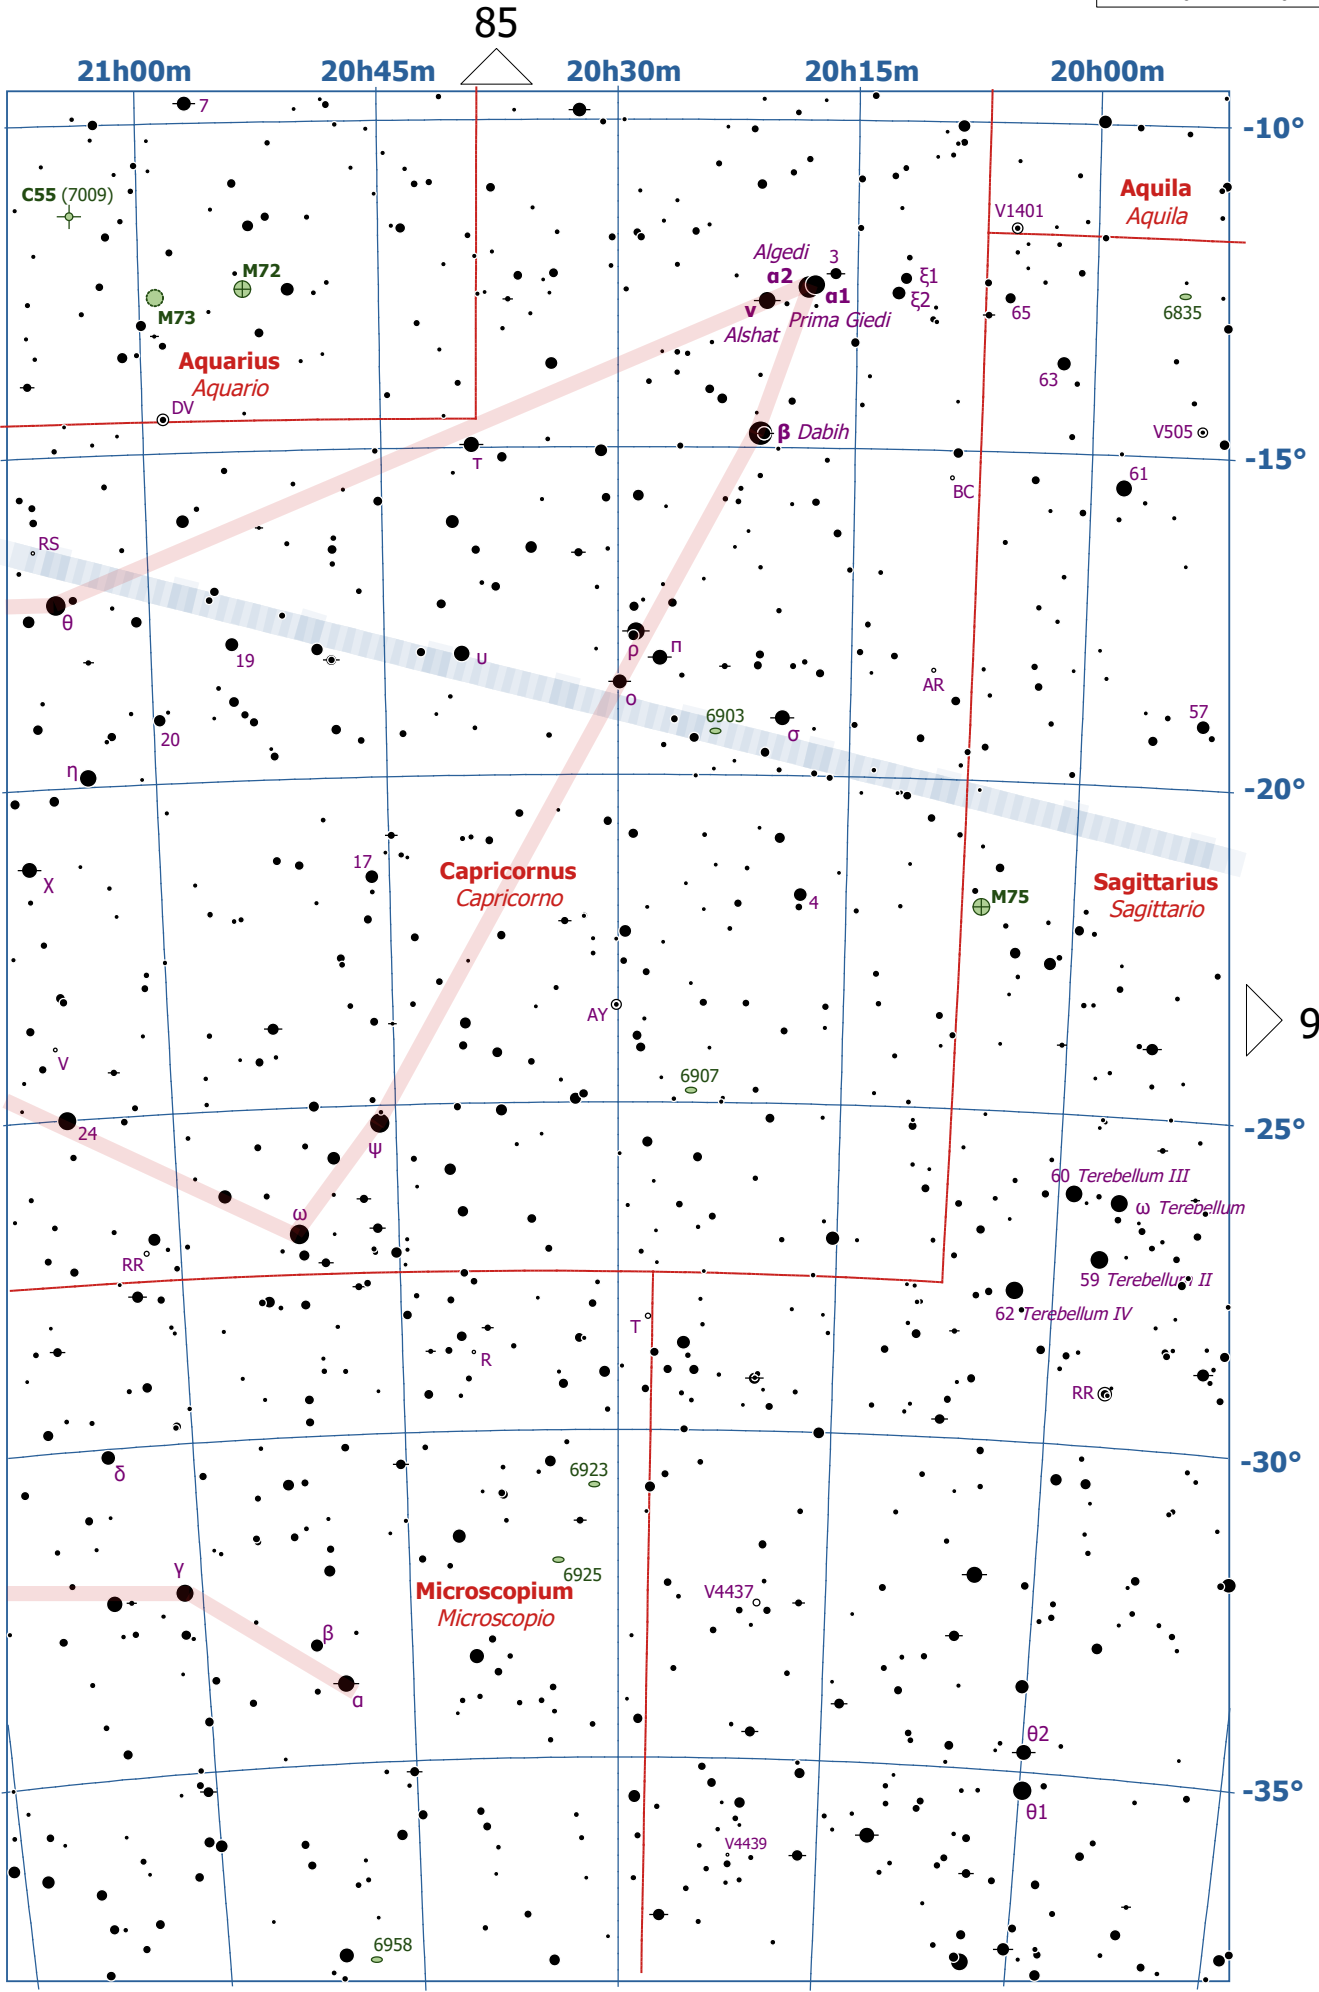 85
21h00m 20h45m 20h30m 20h15m 20h00m
7
-10°
C55 (7009)
Aquila
Aquila
V1401
Algedi
3
M72
α2
ξ1
α1
ξ2
ν
65
6835
M73
Prima Giedi
Alshat
Aquarius
Aquario
63
DV
β Dabih
V505
τ
-15°
61
BC
RS
θ
ρ
π
19
υ
AR
ο
57
6903
20
σ
η
-20°
17
Capricornus
Capricorno
Sagittarius
Sagittario
χ
M75
4
AY
9
V
6907
24
-25°
ψ
60 Terebellum III
ω Terebellum
ω
RR
59 Terebellum II
62 Terebellum IV
T
R
RR
-30°
6923
δ
γ
6925
Microscopium
Microscopio
V4437
β
α
θ2
-35°
θ1
V4439
6958